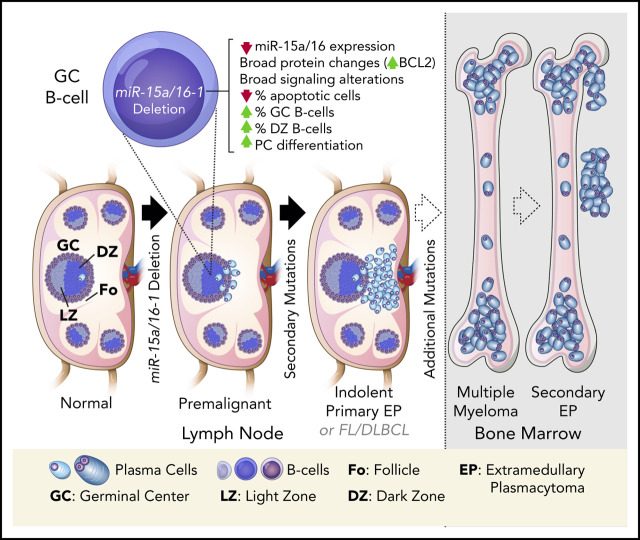 GC
B-cell
miR-15a/16-1
Deletion
miR-15a/16 expression
Broad protein changes (BCL2)
Broad signaling alterations
% apoptotic cells
% GC B-cells
% DZ B-cells
PC differentiation
GC
DZ
Fo
LZ
miR-15a/16-1 Deletion
Secondary Mutations
Additional Mutations
Normal
Premalignant
Indolent
Primary EP
or FL/DLBCL
Lymph Node
Multiple
Myeloma
Secondary
EP
Bone Marrow
Plasma Cells
B-cells
Fo: Follicle
EP: Extramedullary
Plasmacytoma
GC: Germinal Center
LZ: Light Zone
DZ: Dark Zone